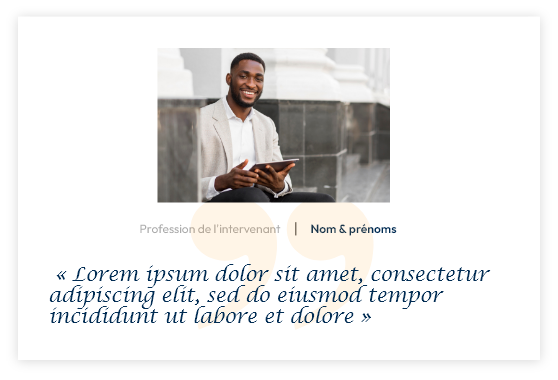 Profession de l'intervenant | Nom & prénoms
« Lorem ipsum dolor sit amet, consectetur
adipiscing elit, sed do eiusmod tempor
incididunt ut labore et dolore »